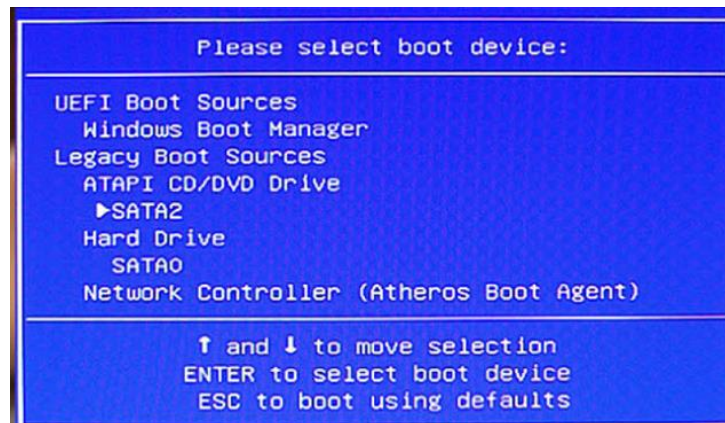 Please select boot device:
UEFI Boot Sources
Windows Boot Manager
Legacy Boot Sources
ATAPI CD/DVD Drive
▶SATA2
Hard Drive
SATA0
Network Controller (Atheros Boot Agent)
↑ and ↓ to move selection
ENTER to select boot device
ESC to boot using defaults